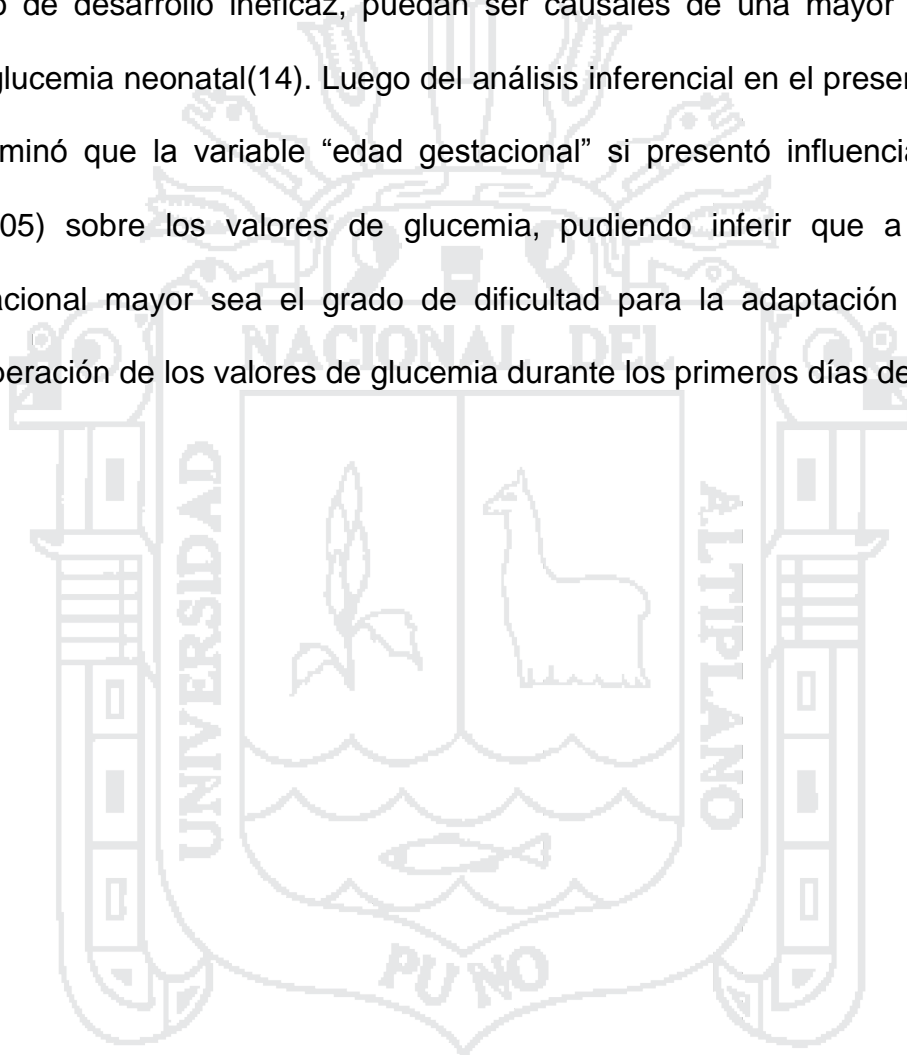 o de desarrollo ineficaz, puedan ser causales de una mayor
glucemia neonatal(14). Luego del análisis inferencial en el presen
minó que la variable “edad gestacional” si presentó influencia
05) sobre los valores de glucemia, pudiendo inferir que a
acional mayor sea el grado de dificultad para la adaptación
peración de los valores de glucemia durante los primeros días de
NACIONAL DEL
UNIVERSIDAD
ALTIPLANO
PUNO